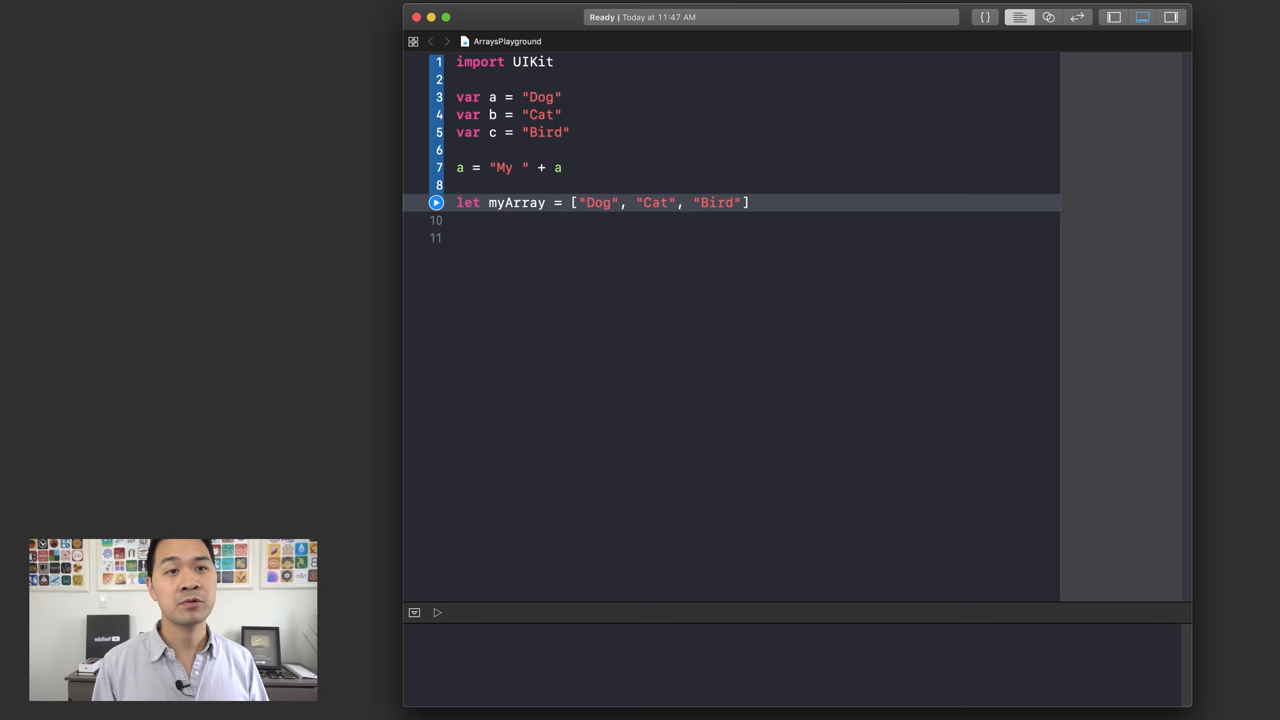 Ready | Today at 11:47 AM
ArraysPlayground
1 import UIKit
2
3 var a = "Dog"
4 var b = "Cat"
5 var c = "Bird"
6
7 a = "My " + a
8
let myArray = ["Dog", "Cat", "Bird"]
10
11
YouTube